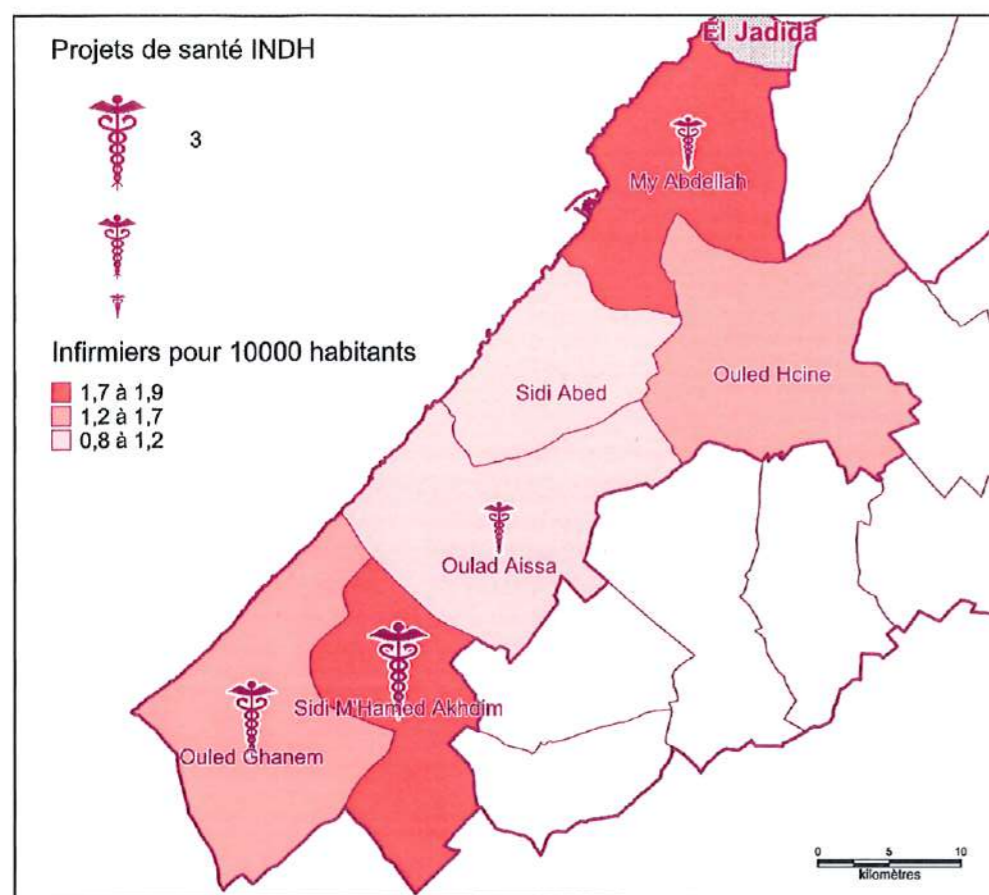 Projets de santé INDH
3
Infirmiers pour 10000 habitants
1,7 à 1,9
1,2 à 1,7
0,8 à 1,2
El Jadida
My Abdellah
Ouled Hcine
Sidi Abed
Oulad Aissa
Sidi M'Hamed Akhdim
Ouled Ghanem
0 5 10
kilomètres